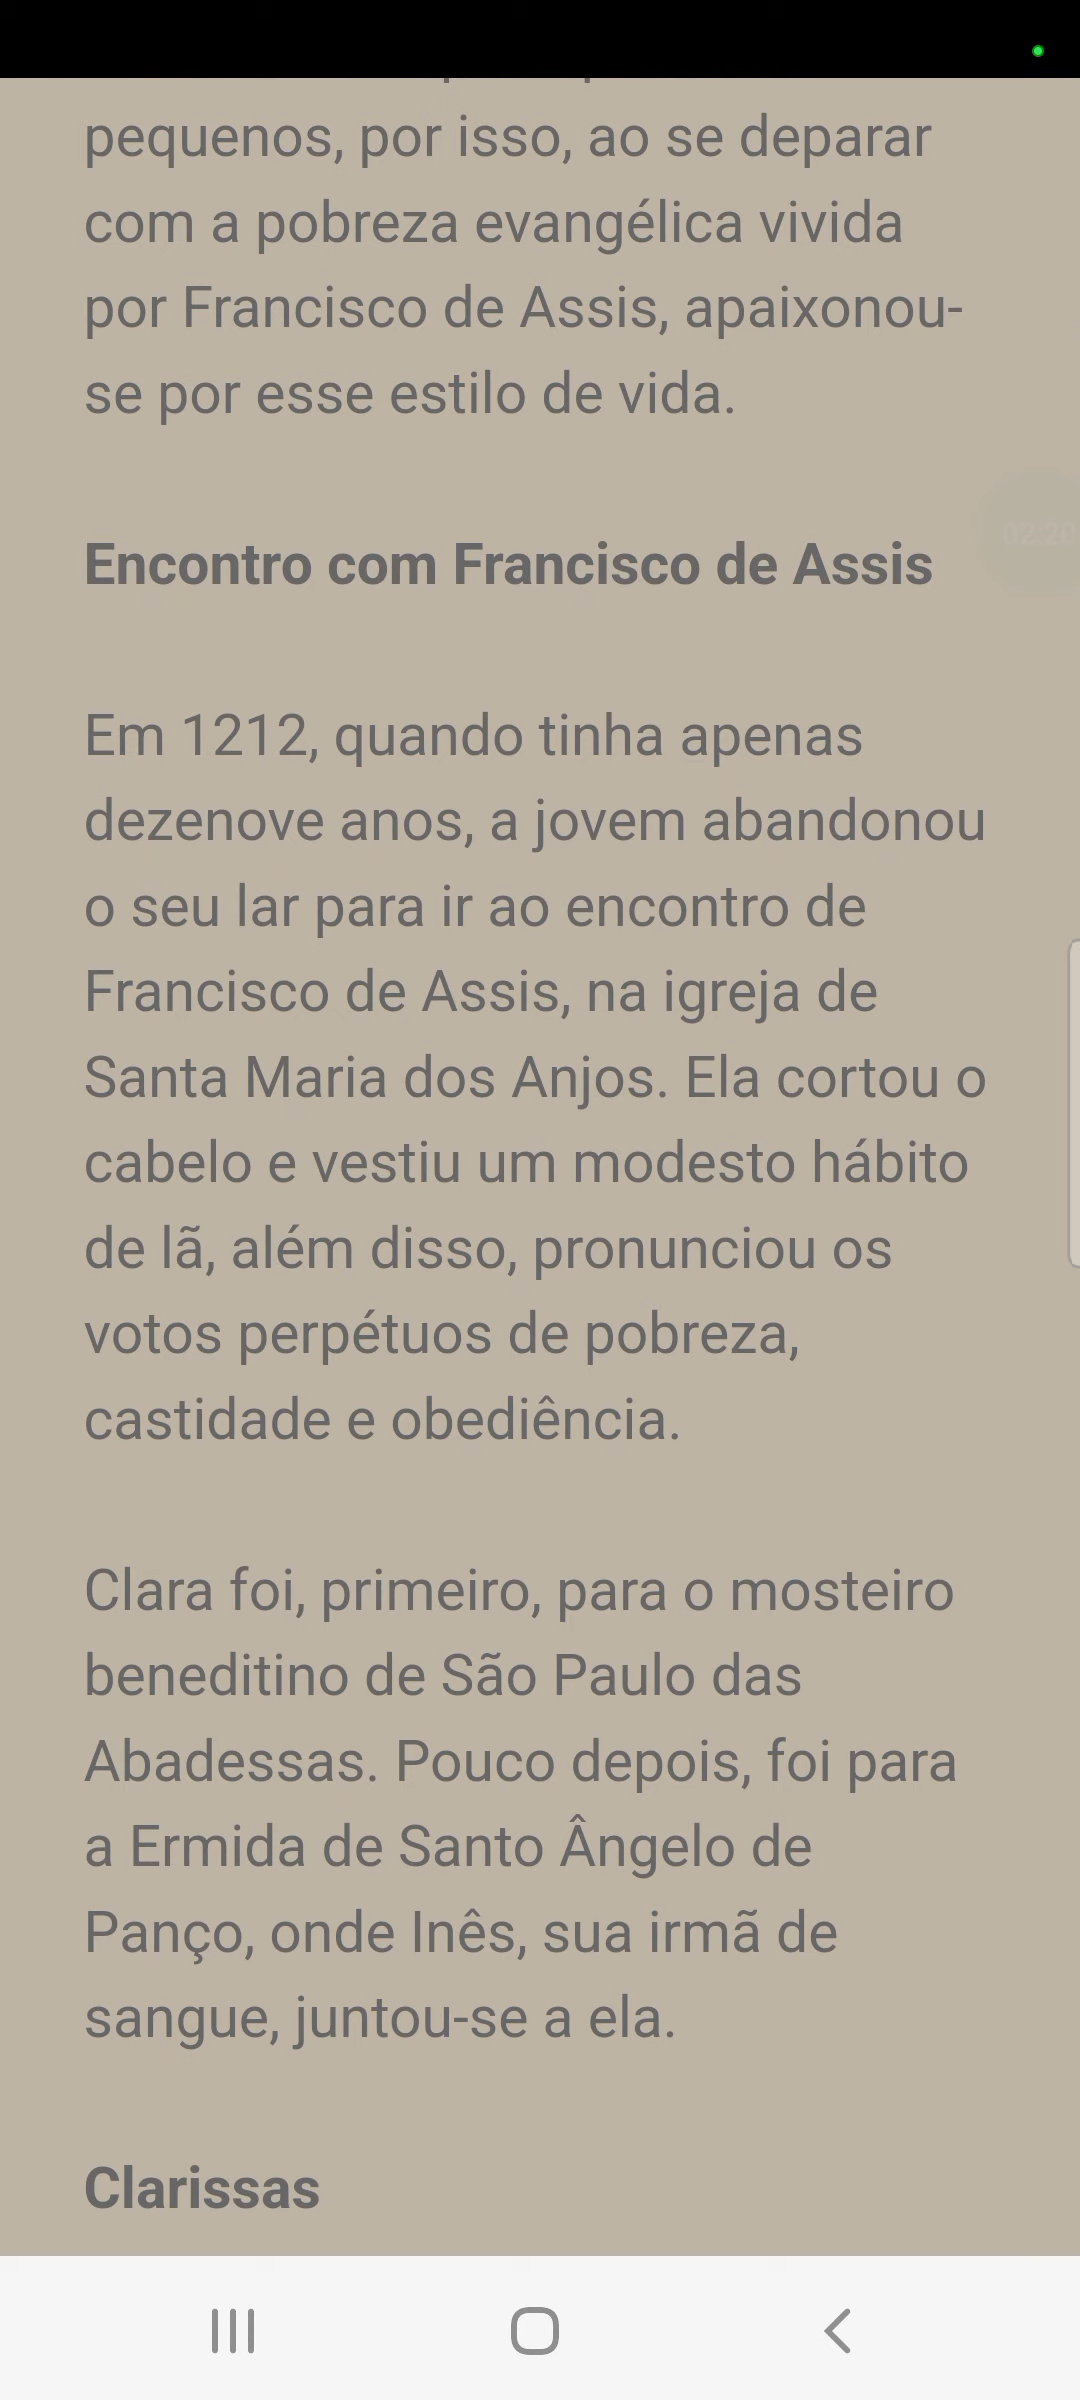 pequenos, por isso, ao se deparar
com a pobreza evangélica vivida
por Francisco de Assis, apaixonou-
se por esse estilo de vida.
02:20
Encontro com Francisco de Assis
Em 1212, quando tinha apenas
dezenove anos, a jovem abandonou
o seu lar para ir ao encontro de
Francisco de Assis, na igreja de
Santa Maria dos Anjos. Ela cortou o
cabelo e vestiu um modesto hábito
de lã, além disso, pronunciou os
votos perpétuos de pobreza,
castidade e obediência.
Clara foi, primeiro, para o mosteiro
beneditino de São Paulo das
Abadessas. Pouco depois, foi para
a Ermida de Santo Ângelo de
Panço, onde Inês, sua irmã de
sangue, juntou-se a ela.
Clarissas